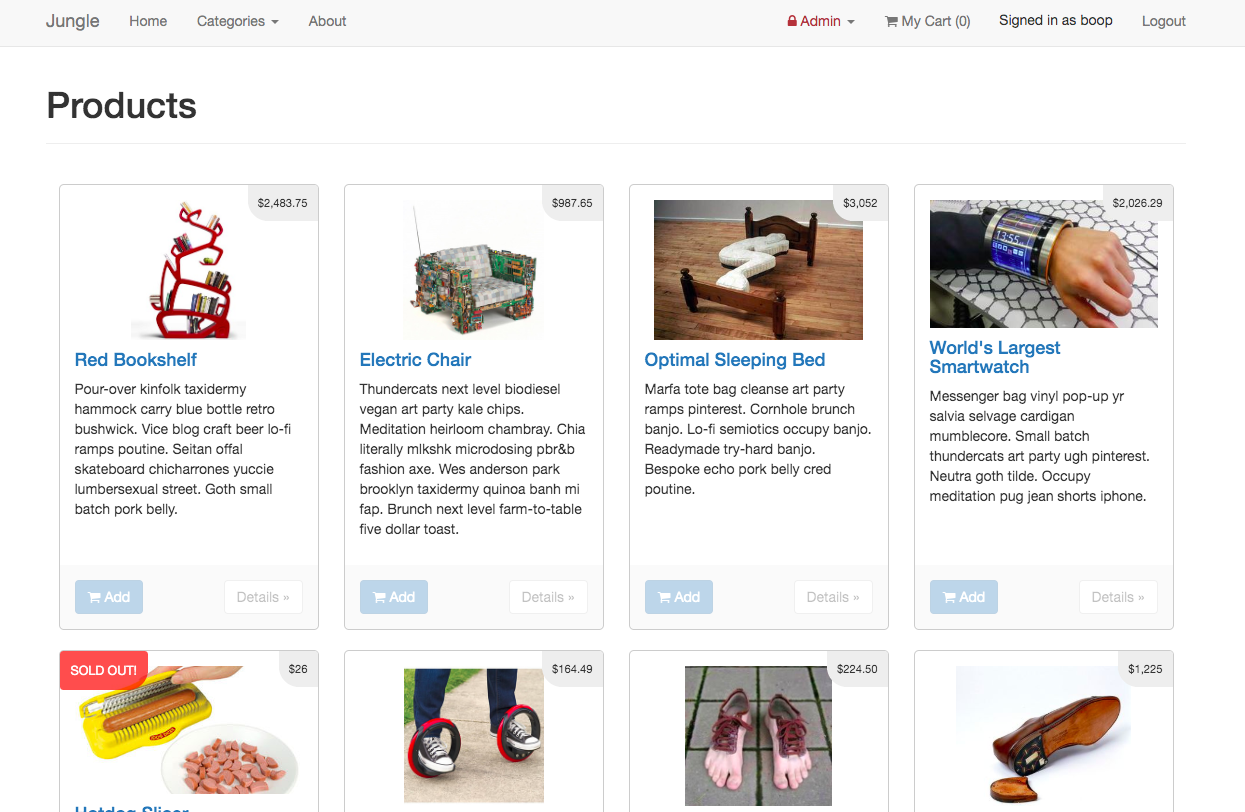 Jungle Home Categories About Admin My Cart (0) Signed in as boop Logout
Products
$2,483.75
Red Bookshelf
Pour-over kinfolk taxidermy
hammock carry blue bottle retro
bushwick. Vice blog craft beer lo-fi
ramps poutine. Seitan offal
skateboard chicharrones yuccie
lumbersexual street. Goth small
batch pork belly.
Add Details »
$987.65
Electric Chair
Thundercats next level biodiesel
vegan art party kale chips.
Meditation heirloom chambray. Chia
literally mlkshk microdosing pbr&b
fashion axe. Wes anderson park
brooklyn taxidermy quinoa banh mi
fap. Brunch next level farm-to-table
five dollar toast.
Add Details »
$3,052
Optimal Sleeping Bed
Marfa tote bag cleanse art party
ramps pinterest. Cornhole brunch
banjo. Lo-fi semiotics occupy banjo.
Readymade try-hard banjo.
Bespoke echo pork belly cred
poutine.
Add Details »
$2,026.29
13:55
World's Largest
Smartwatch
Messenger bag vinyl pop-up yr
salvia selvage cardigan
mumblecore. Small batch
thundercats art party ugh pinterest.
Neutra goth tilde. Occupy
meditation pug jean shorts iphone.
Add Details »
SOLD OUT! $26
Hotdog Slicer
$164.49
$224.50
$1,225